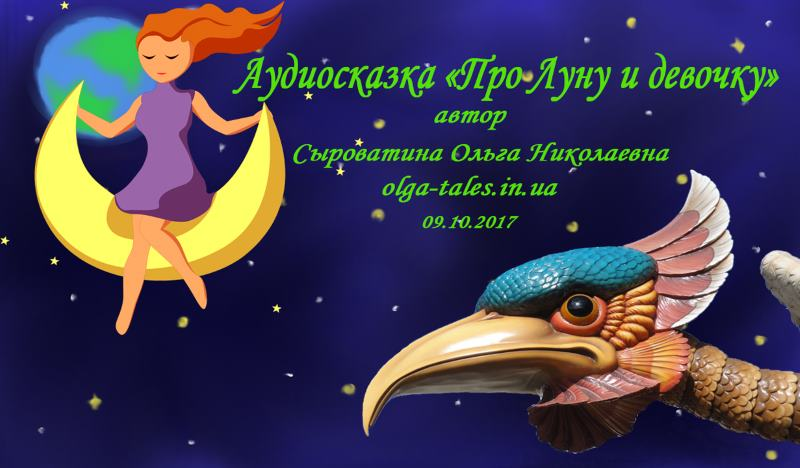 Аудиосказка «Про Луну и девочку»
автор
Сыроватина Ольга Николаевна
olga-tales.in.ua
09.10.2017